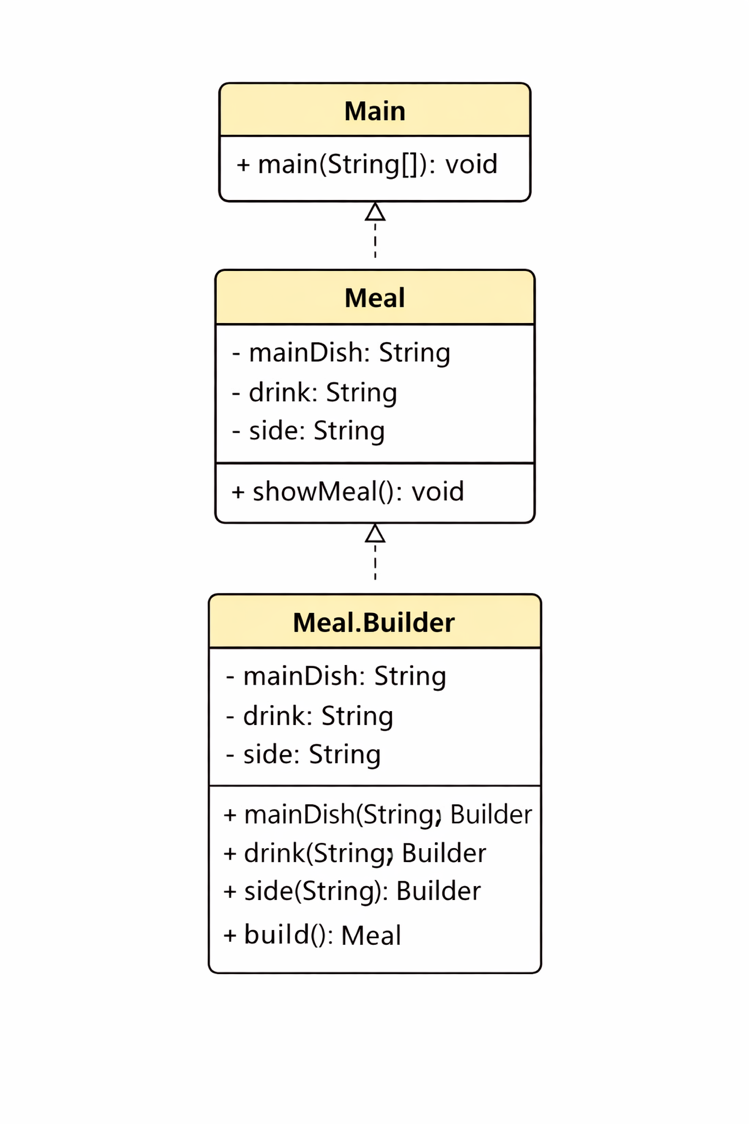 Main
+ main(String[]): void
Meal
- mainDish: String
- drink: String
- side: String
+ showMeal(): void
Meal.Builder
- mainDish: String
- drink: String
- side: String
+ mainDish(String; Builder
+ drink(String; Builder
+ side(String): Builder
+ build(): Meal